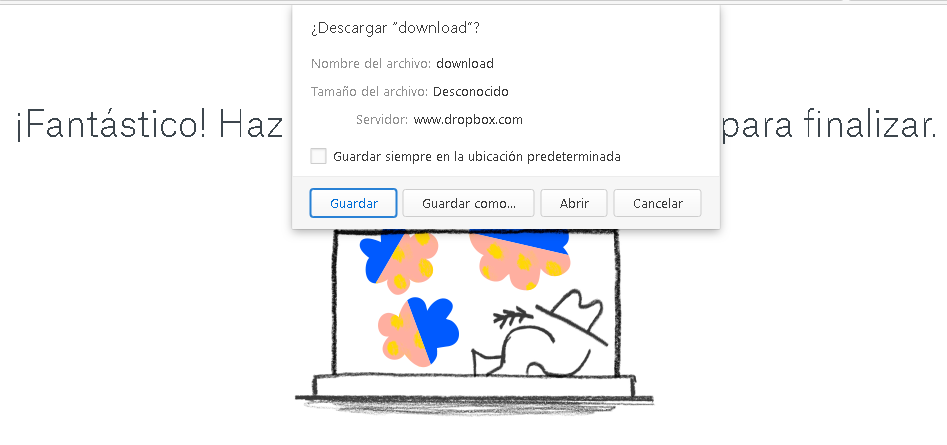 ¿Descargar "download"?
Nombre del archivo: download
Tamaño del archivo: Desconocido
¡Fantástico! Haz para finalizar.
Servidor: www.dropbox.com
Guardar siempre en la ubicación predeterminada
Guardar Guardar como... Abrir Cancelar